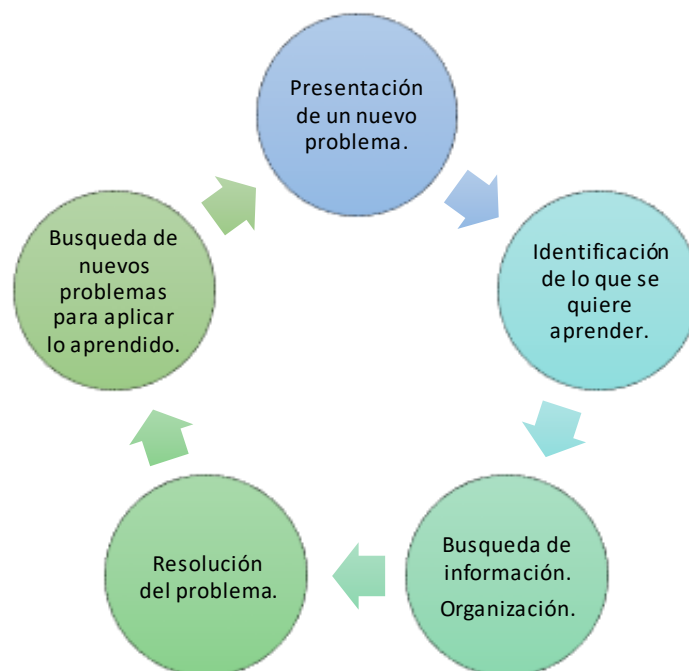 Presentación
de un nuevo
problema.
Identificación
de lo que se
quiere
aprender.
Busqueda de
información.
Organización.
Resolución
del problema.
Busqueda de
nuevos
problemas
para aplicar
lo aprendido.